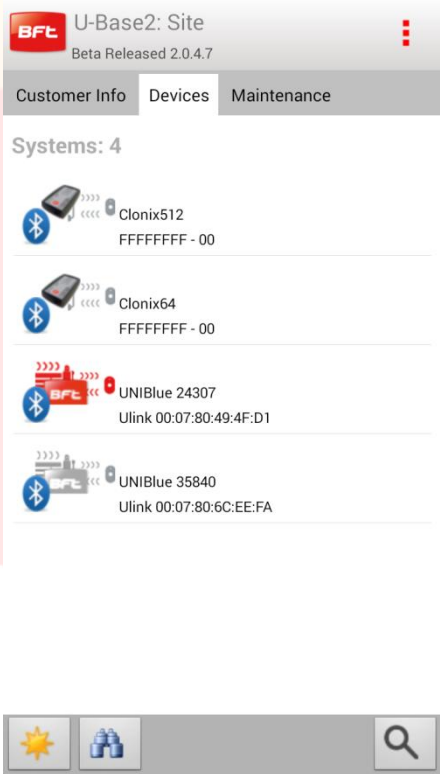 BFt U-Base2: Site
Beta Released 2.0.4.7
Customer Info Devices Maintenance
Systems: 4
Clonix512
FFFFFFFF - 00
Clonix64
FFFFFFFF - 00
BFt
UNIBlue 24307
Ulink 00:07:80:49:4F:D1
BFt
UNIBlue 35840
Ulink 00:07:80:6C:EE:FA